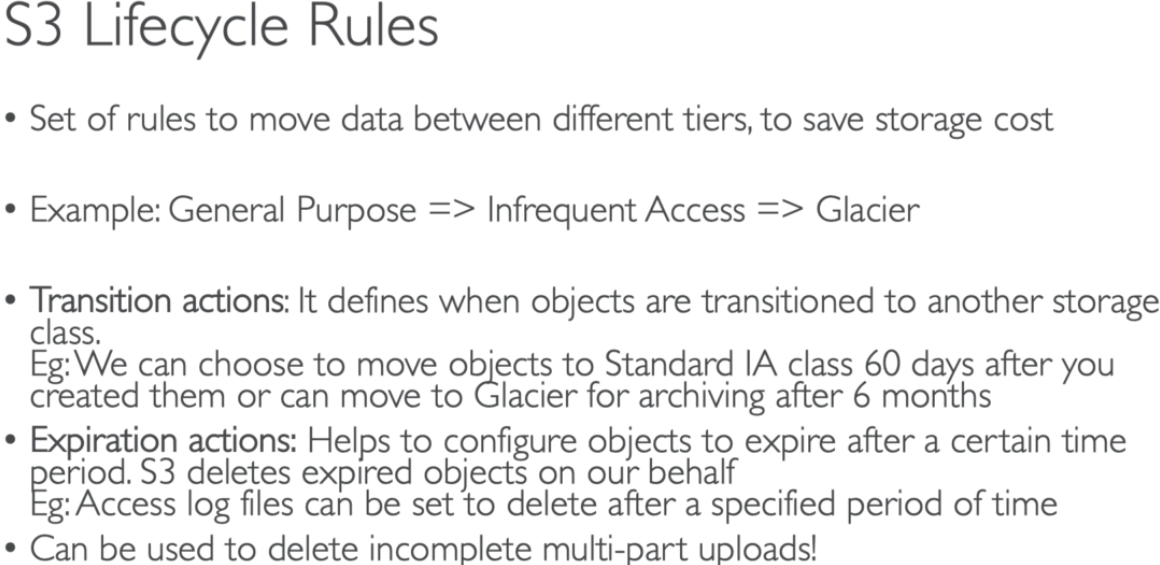 S3 Lifecycle Rules
• Set of rules to move data between different tiers, to save storage cost
• Example: General Purpose => Infrequent Access => Glacier
• Transition actions: It defines when objects are transitioned to another storage
class.
Eg: We can choose to move objects to Standard IA class 60 days after you
created them or can move to Glacier for archiving after 6 months
• Expiration actions: Helps to configure objects to expire after a certain time
period. S3 deletes expired objects on our behalf
Eg: Access log files can be set to delete after a specified period of time
• Can be used to delete incomplete multi-part uploads!